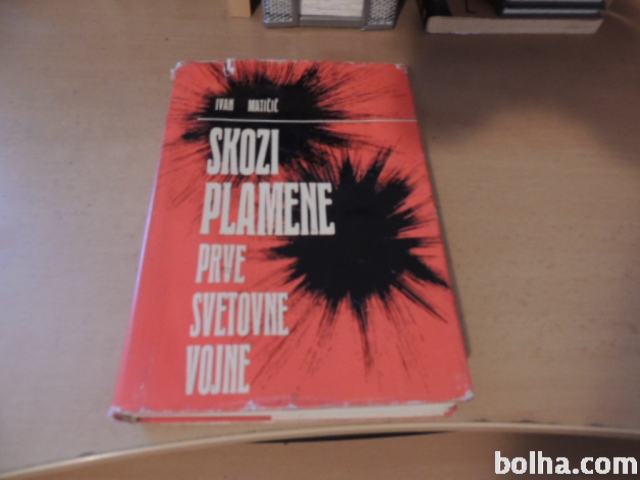 IVAN MATIČIČ
SKOZI
PLAMENE
PRVE
SVETOVNE
VOJNE
bolha.com